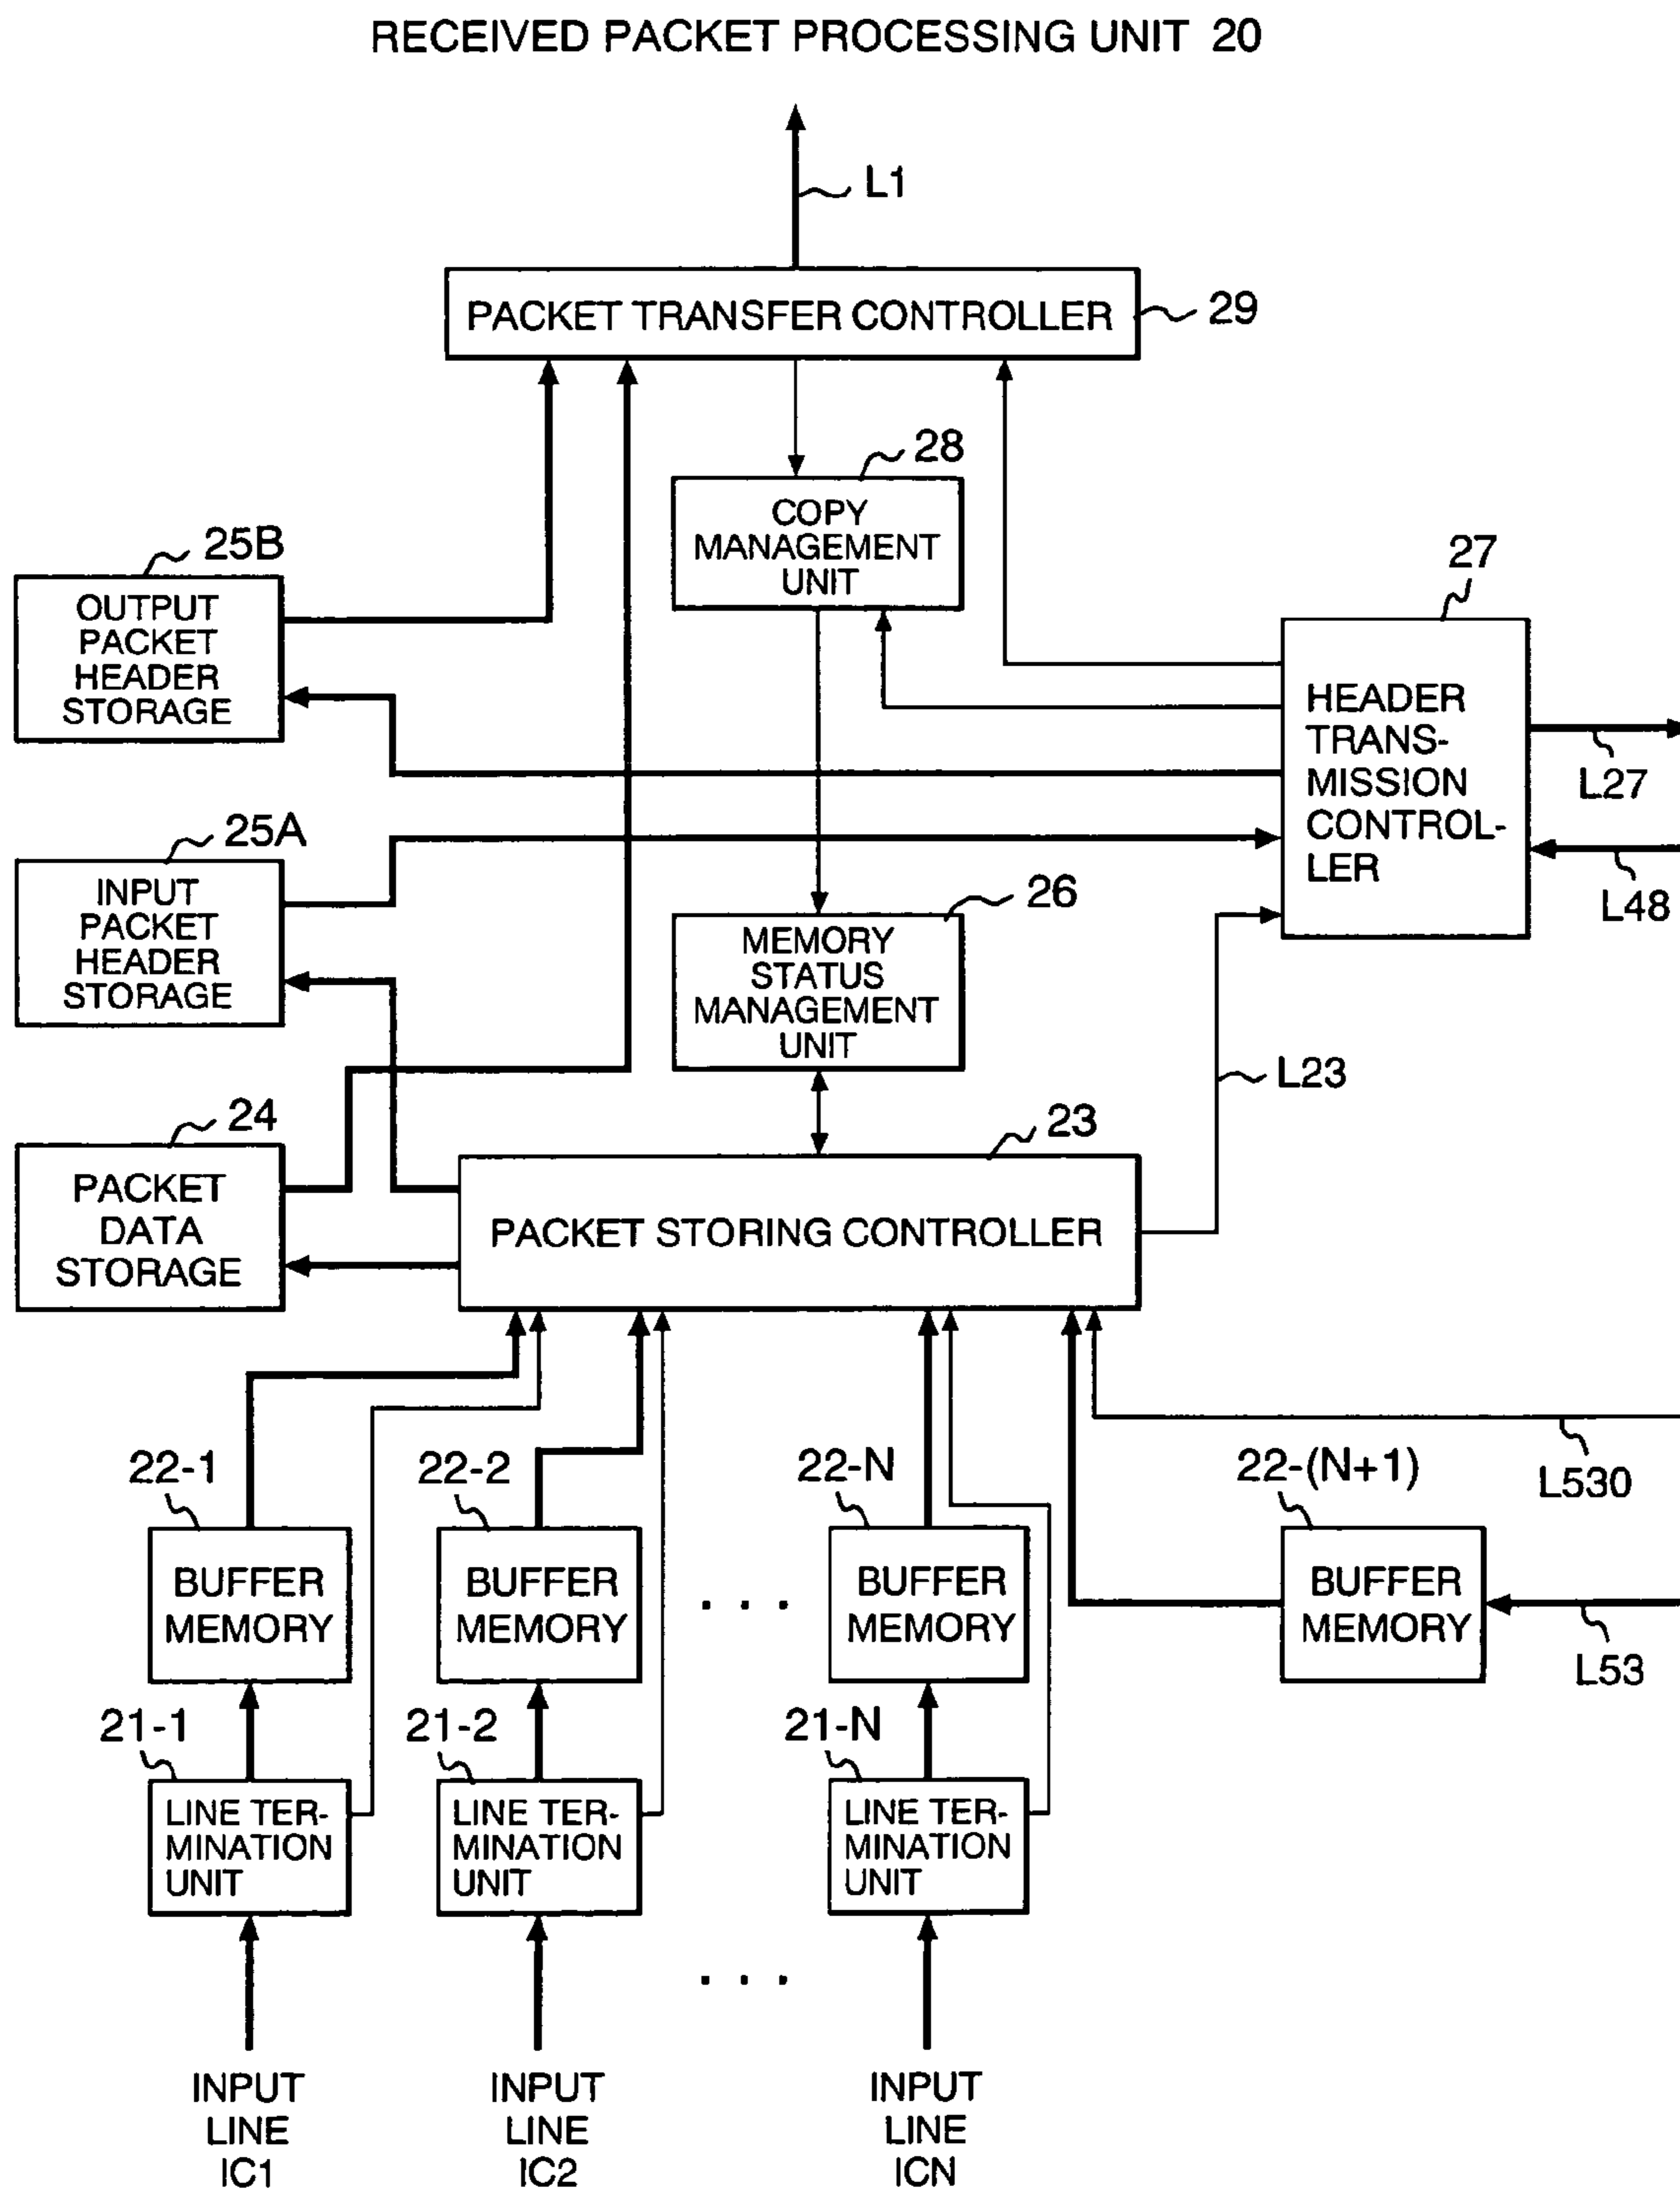 RECEIVED PACKET PROCESSING UNIT 20
L1
PACKET TRANSFER CONTROLLER
29
28
COPY
MANAGEMENT
UNIT
25B
OUTPUT
PACKET
HEADER
STORAGE
27
HEADER
TRANS-
MISSION
CONTROL-
LER
L27
L48
25A
INPUT
PACKET
HEADER
STORAGE
26
MEMORY
STATUS
MANAGEMENT
UNIT
L23
24
PACKET
DATA
STORAGE
23
PACKET STORING CONTROLLER
L530
22-1
BUFFER
MEMORY
22-2
BUFFER
MEMORY
. . .
22-N
BUFFER
MEMORY
22-(N+1)
BUFFER
MEMORY
L53
21-1
LINE TER-
MINATION
UNIT
21-2
LINE TER-
MINATION
UNIT
21-N
LINE TER-
MINATION
UNIT
. . .
INPUT
LINE
IC1
INPUT
LINE
IC2
INPUT
LINE
ICN